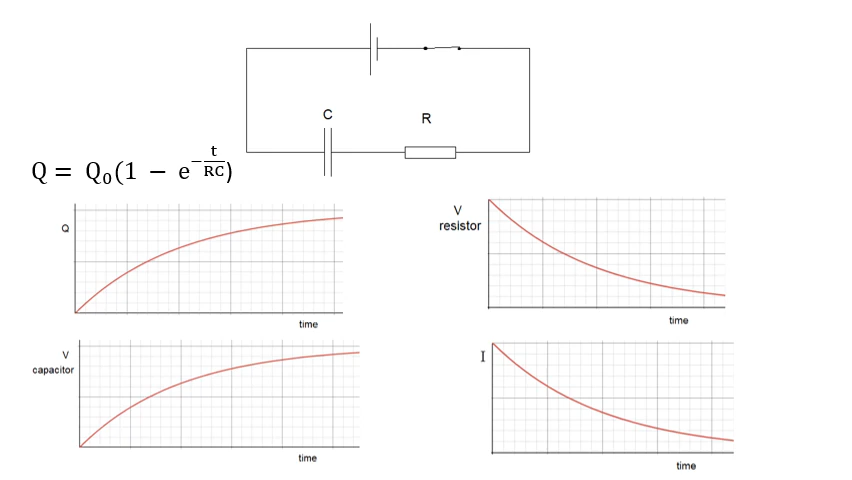 C
R
Q = Q₀(1 − e^−t/RC)
Q
time
V
resistor
time
V
capacitor
time
I
time